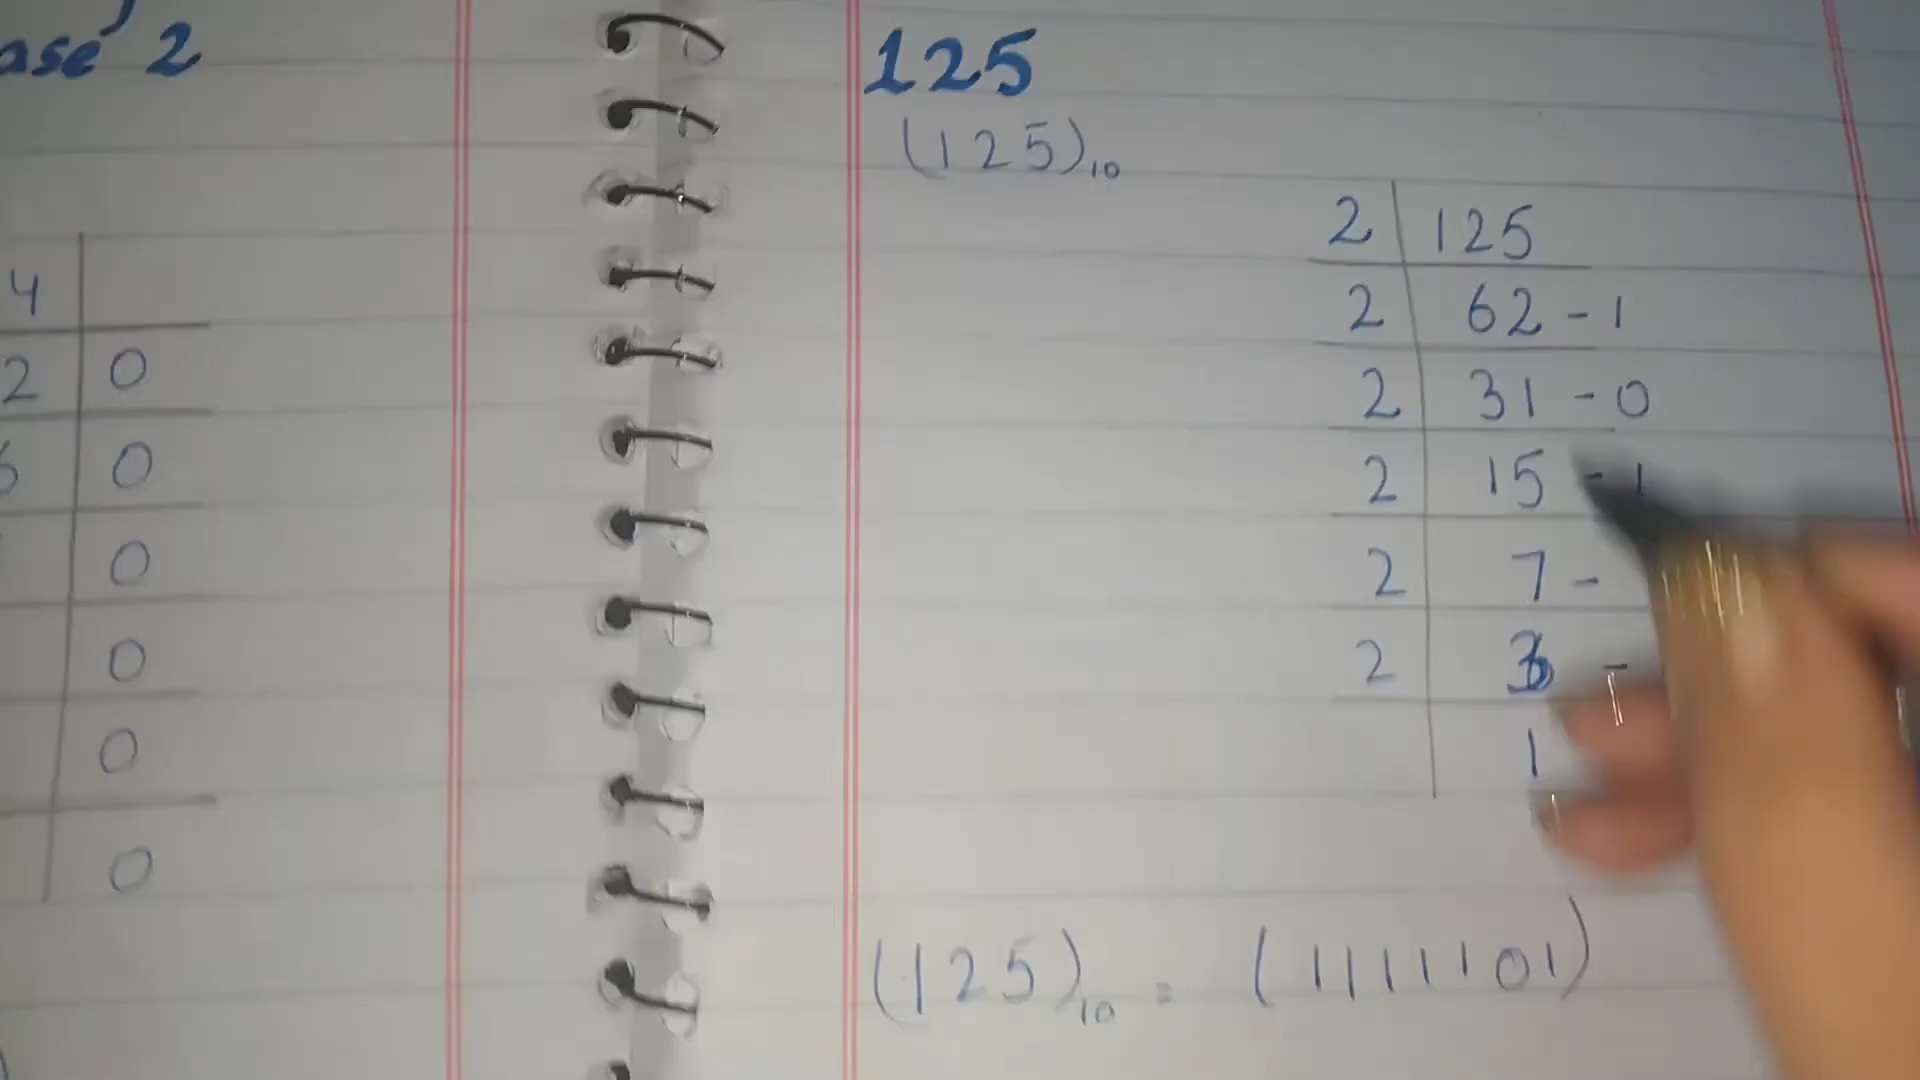 ase 2
4
2 0
0
0
0
0
0
125
(125)10
2 125
2 62 - 1
2 31 - 0
2 15 - 1
2 7 -
2 3 -
1
(125)10 = (1111101)